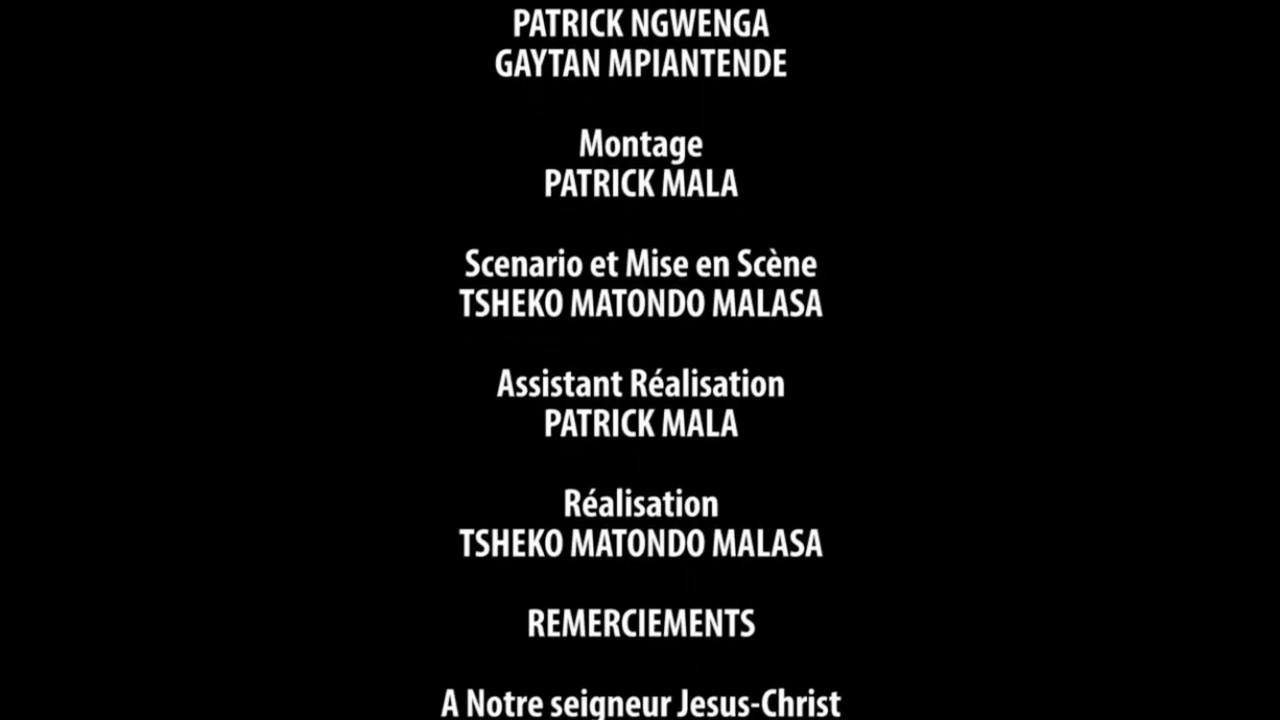 PATRICK NGWENGA
GAYTAN MPIANTENDE
Montage
PATRICK MALA
Scenario et Mise en Scène
TSHEKO MATONDO MALASA
Assistant Réalisation
PATRICK MALA
Réalisation
TSHEKO MATONDO MALASA
REMERCIEMENTS
A Notre seigneur Jesus-Christ